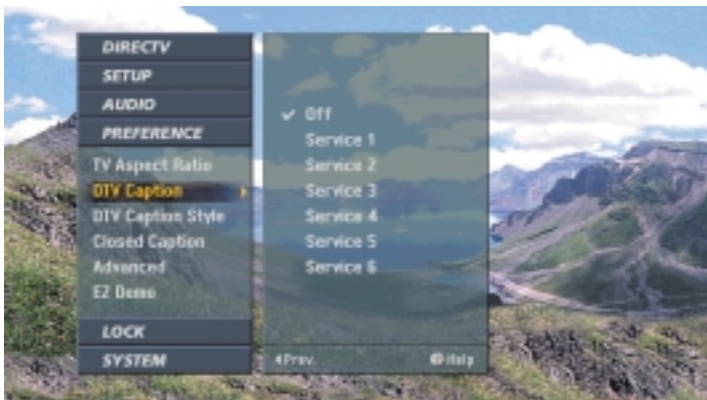 DIRECTV
SETUP
AUDIO
PREFERENCE
TV Aspect Ratio
DTV Caption
DTV Caption Style
Closed Caption
Advanced
EZ Demo
LOCK
SYSTEM
Off
Service 1
Service 2
Service 3
Service 4
Service 5
Service 6
Prev.
Help